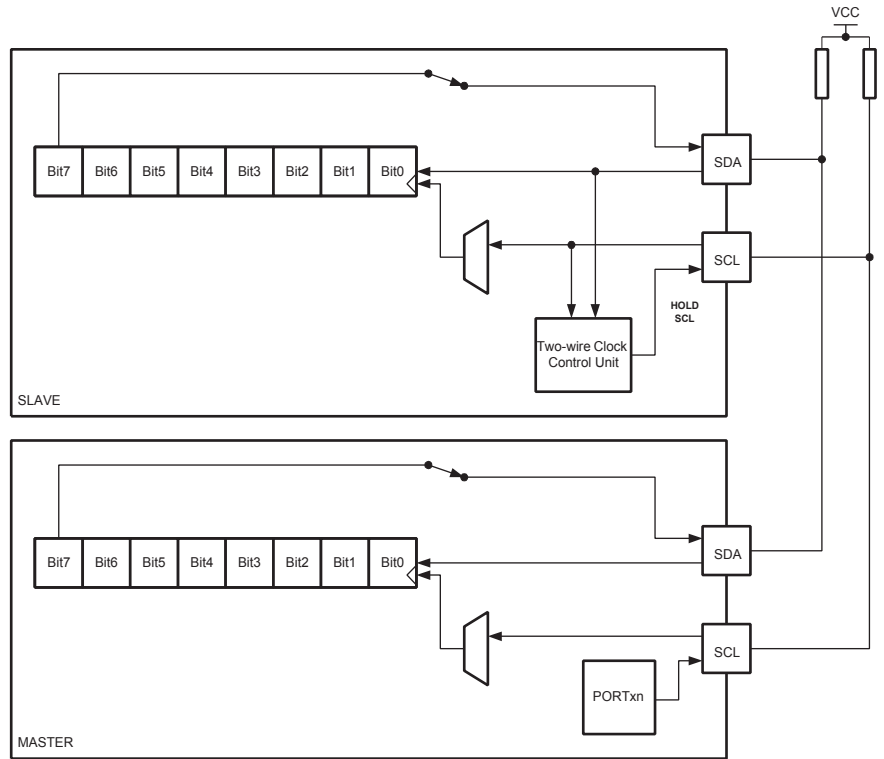 VCC
Bit7 Bit6 Bit5 Bit4 Bit3 Bit2 Bit1 Bit0
SDA
SCL
HOLD
SCL
Two-wire Clock
Control Unit
SLAVE
Bit7 Bit6 Bit5 Bit4 Bit3 Bit2 Bit1 Bit0
SDA
SCL
PORTxn
MASTER